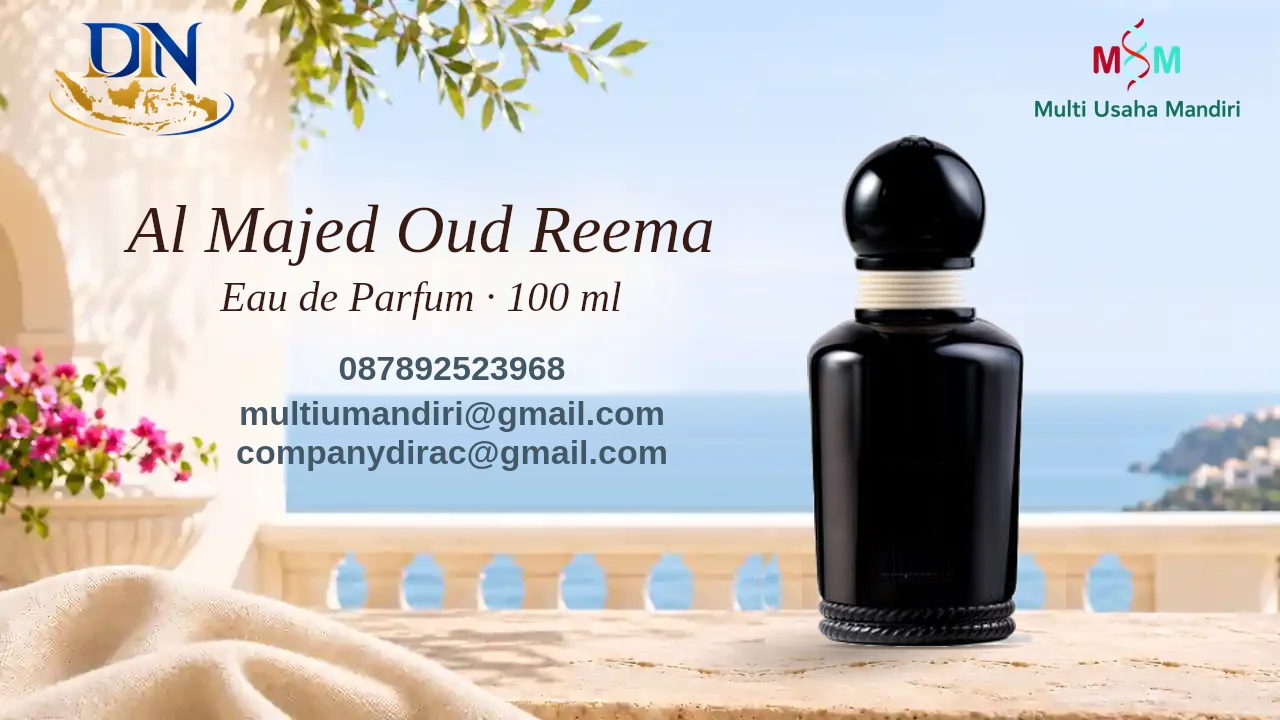 DIN
MSM
Multi Usaha Mandiri
Al Majed Oud Reema
Eau de Parfum · 100 ml
087892523968
multiumandiri@gmail.com
companydirac@gmail.com